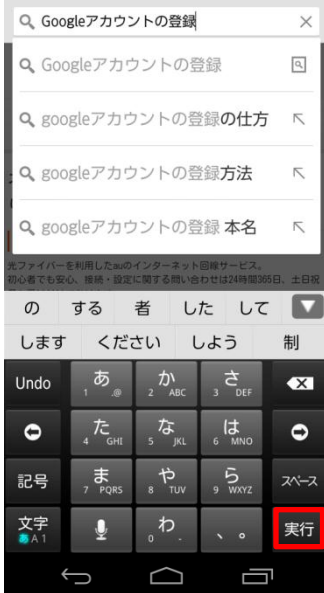 Googleアカウントの登録
Googleアカウントの登録
googleアカウントの登録の仕方
googleアカウントの登録方法
googleアカウントの登録 本名
光ファイバーを利用したauのインターネット回線サービス。
初心者でも安心、接続・設定に関する問い合わせは24時間365日、土日祝
の する 者 した して
します ください しよう 制
Undo あ 1 .@ か 2 ABC さ 3 DEF
た 4 GHI な 5 JKL は 6 MNO
記号 ま 7 PQRS や 8 TUV ら 9 WXYZ スペース
文字 あA1 わ 0 - 、。 実行